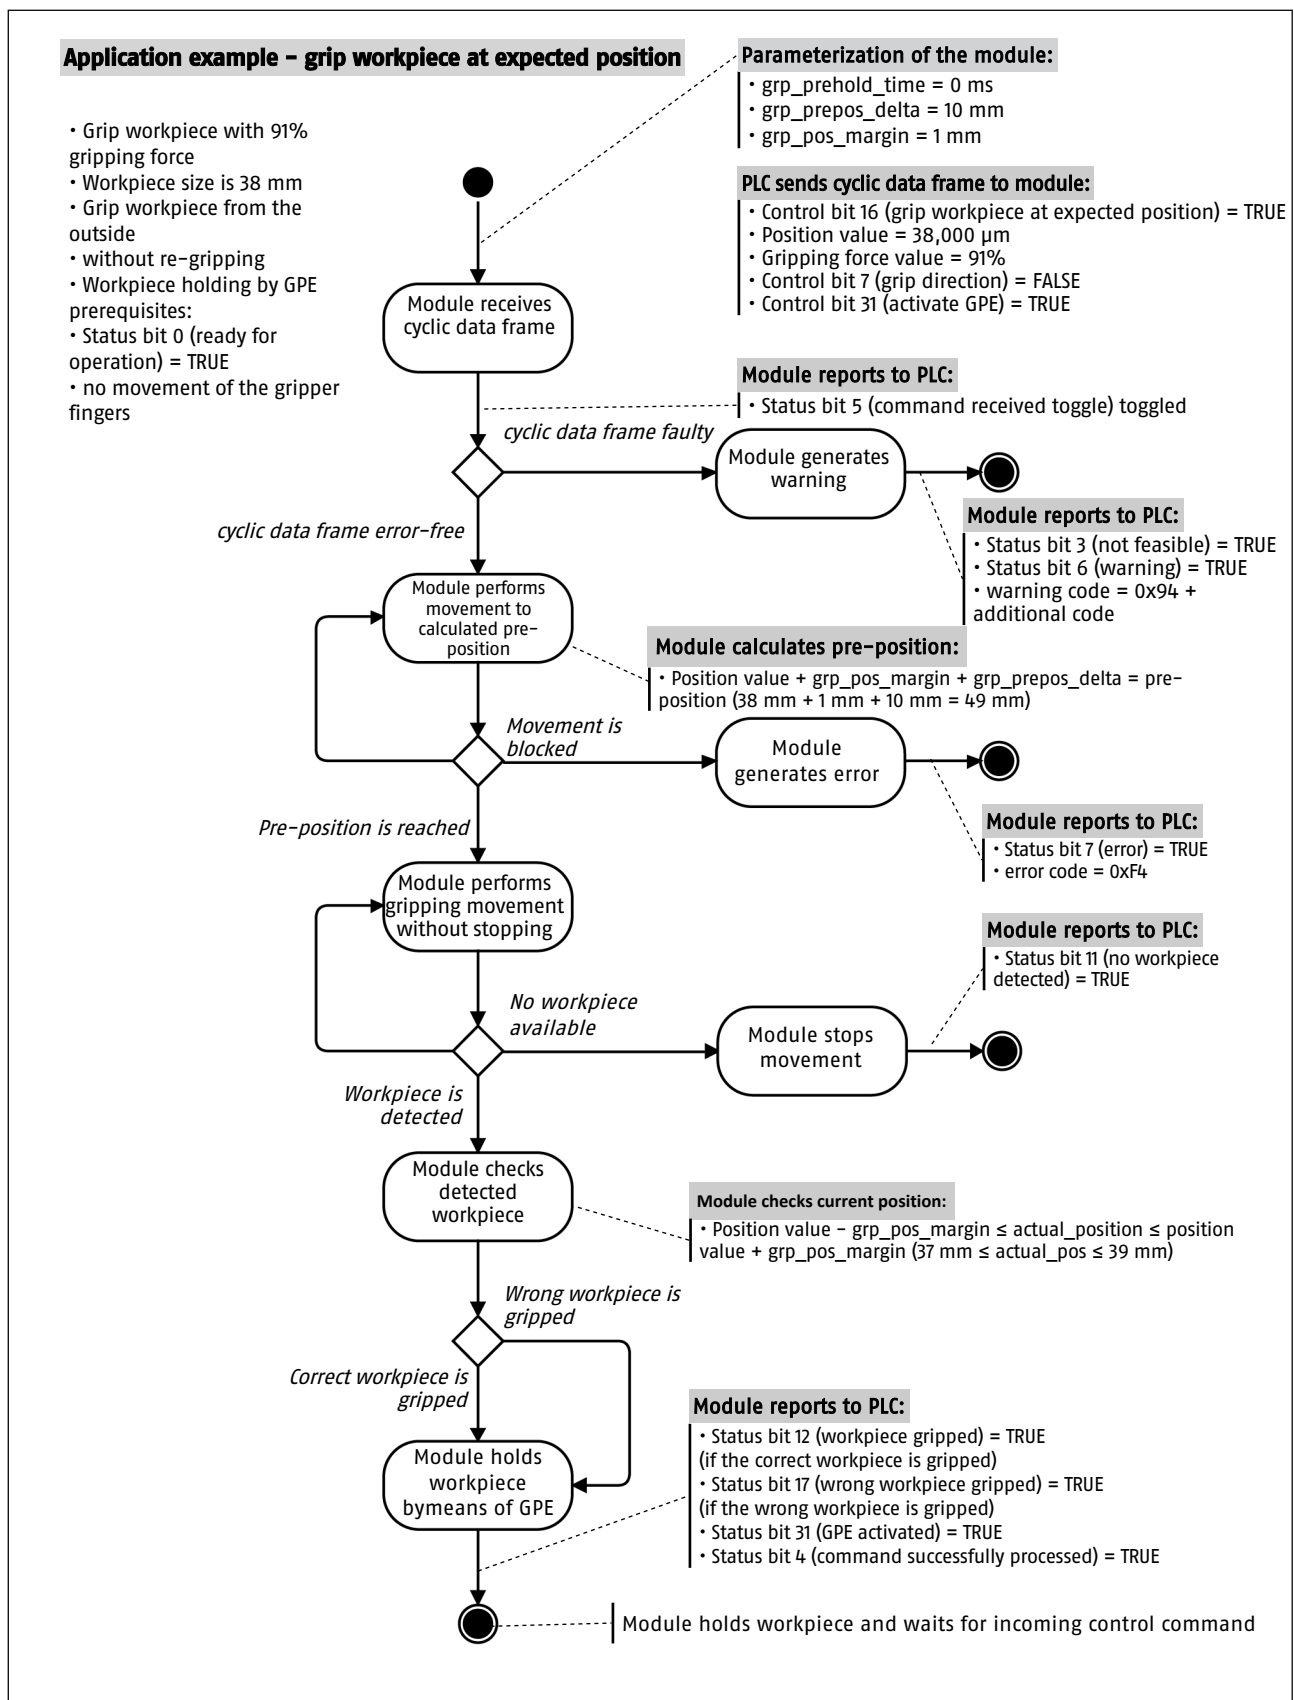 Application example – grip workpiece at expected position
• Grip workpiece with 91%
gripping force
• Workpiece size is 38 mm
• Grip workpiece from the
outside
• without re-gripping
• Workpiece holding by GPE
prerequisites:
• Status bit 0 (ready for
operation) = TRUE
• no movement of the gripper
fingers
Parameterization of the module:
• grp_prehold_time = 0 ms
• grp_prepos_delta = 10 mm
• grp_pos_margin = 1 mm
PLC sends cyclic data frame to module:
• Control bit 16 (grip workpiece at expected position) = TRUE
• Position value = 38,000 µm
• Gripping force value = 91%
• Control bit 7 (grip direction) = FALSE
• Control bit 31 (activate GPE) = TRUE
Module receives
cyclic data frame
Module reports to PLC:
• Status bit 5 (command received toggle) toggled
cyclic data frame faulty
Module generates
warning
Module reports to PLC:
• Status bit 3 (not feasible) = TRUE
• Status bit 6 (warning) = TRUE
• warning code = 0x94 +
additional code
cyclic data frame error-free
Module performs
movement to
calculated pre-
position
Module calculates pre-position:
• Position value + grp_pos_margin + grp_prepos_delta = pre-
position (38 mm + 1 mm + 10 mm = 49 mm)
Movement is
blocked
Module
generates error
Module reports to PLC:
• Status bit 7 (error) = TRUE
• error code = 0xF4
Pre-position is reached
Module performs
gripping movement
without stopping
Module reports to PLC:
• Status bit 11 (no workpiece
detected) = TRUE
No workpiece
available
Module stops
movement
Workpiece is
detected
Module checks
detected
workpiece
Module checks current position:
• Position value - grp_pos_margin ≤ actual_position ≤ position
value + grp_pos_margin (37 mm ≤ actual_pos ≤ 39 mm)
Wrong workpiece is
gripped
Correct workpiece is
gripped
Module holds
workpiece
bymeans of GPE
Module reports to PLC:
• Status bit 12 (workpiece gripped) = TRUE
(if the correct workpiece is gripped)
• Status bit 17 (wrong workpiece gripped) = TRUE
(if the wrong workpiece is gripped)
• Status bit 31 (GPE activated) = TRUE
• Status bit 4 (command successfully processed) = TRUE
Module holds workpiece and waits for incoming control command